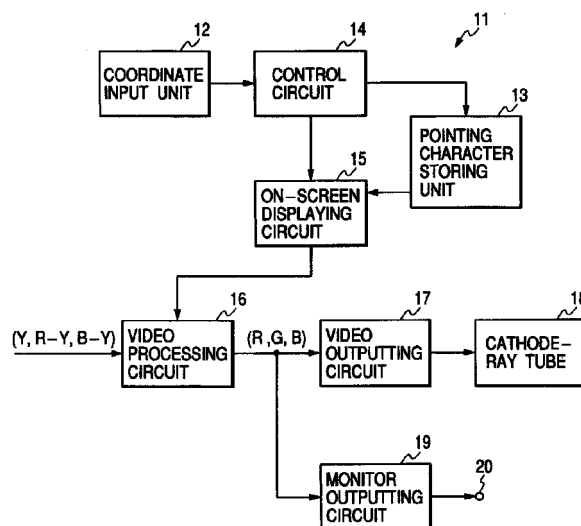 11
12
COORDINATE
INPUT UNIT
14
CONTROL
CIRCUIT
13
POINTING
CHARACTER
STORING
UNIT
15
ON-SCREEN
DISPLAYING
CIRCUIT
(Y, R-Y, B-Y)
16
VIDEO
PROCESSING
CIRCUIT
(R ,G, B)
17
VIDEO
OUTPUTTING
CIRCUIT
18
CATHODE-
RAY TUBE
19
MONITOR
OUTPUTTING
CIRCUIT
20